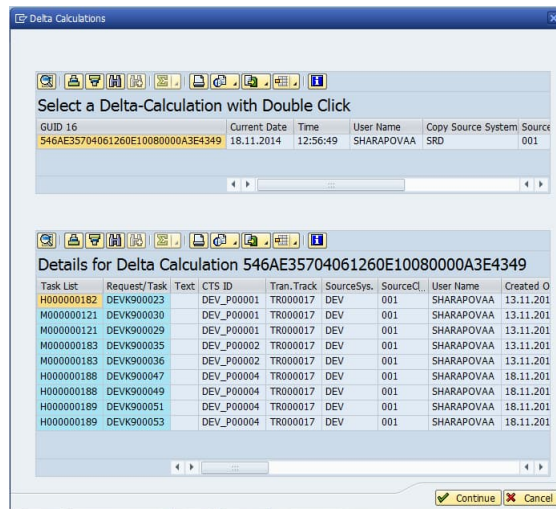 Delta Calculations
Select a Delta-Calculation with Double Click
GUID 16 Current Date Time User Name Copy Source System Source
546AE35704061260E10080000A3E4349 18.11.2014 12:56:49 SHARAPOVAA SRD 001
Details for Delta Calculation 546AE35704061260E10080000A3E4349
Task List Request/Task Text CTS ID Tran.Track SourceSys. SourceCl.. User Name Created O
H000000182 DEVK900023 DEV_P00001 TR000017 DEV 001 SHARAPOVAA 13.11.201
M000000121 DEVK900030 DEV_P00001 TR000017 DEV 001 SHARAPOVAA 13.11.201
M000000121 DEVK900029 DEV_P00001 TR000017 DEV 001 SHARAPOVAA 13.11.201
M000000183 DEVK900035 DEV_P00002 TR000017 DEV 001 SHARAPOVAA 13.11.201
M000000183 DEVK900036 DEV_P00002 TR000017 DEV 001 SHARAPOVAA 13.11.201
H000000188 DEVK900047 DEV_P00004 TR000017 DEV 001 SHARAPOVAA 18.11.201
H000000188 DEVK900049 DEV_P00004 TR000017 DEV 001 SHARAPOVAA 18.11.201
H000000189 DEVK900051 DEV_P00004 TR000017 DEV 001 SHARAPOVAA 18.11.201
H000000189 DEVK900053 DEV_P00004 TR000017 DEV 001 SHARAPOVAA 18.11.201
Continue Cancel